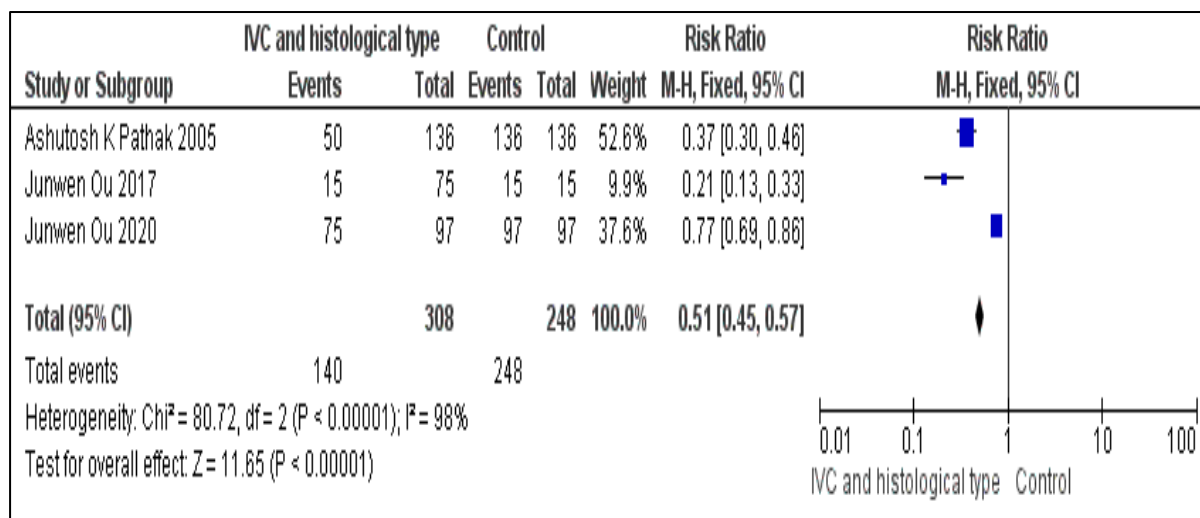 IVC and histological type Control Risk Ratio Risk Ratio
Study or Subgroup Events Total Events Total Weight M-H, Fixed, 95% CI M-H, Fixed, 95% CI
Ashutosh K Pathak 2005 50 136 136 136 52.6% 0.37 [0.30, 0.46]
Junwen Ou 2017 15 75 15 15 9.9% 0.21 [0.13, 0.33]
Junwen Ou 2020 75 97 97 97 37.6% 0.77 [0.69, 0.86]
Total (95% CI) 308 248 100.0% 0.51 [0.45, 0.57]
Total events 140 248
Heterogeneity: Chi² = 80.72, df = 2 (P < 0.00001); I² = 98%
Test for overall effect: Z = 11.65 (P < 0.00001)
0.01 0.1 1 10 100
IVC and histological type Control